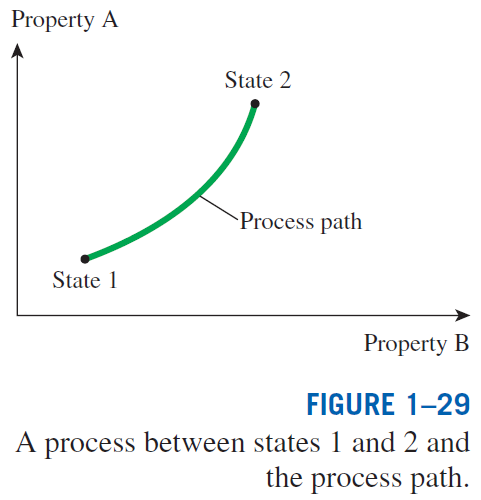 Property A
State 2
Process path
State 1
Property B
FIGURE 1–29
A process between states 1 and 2 and
the process path.